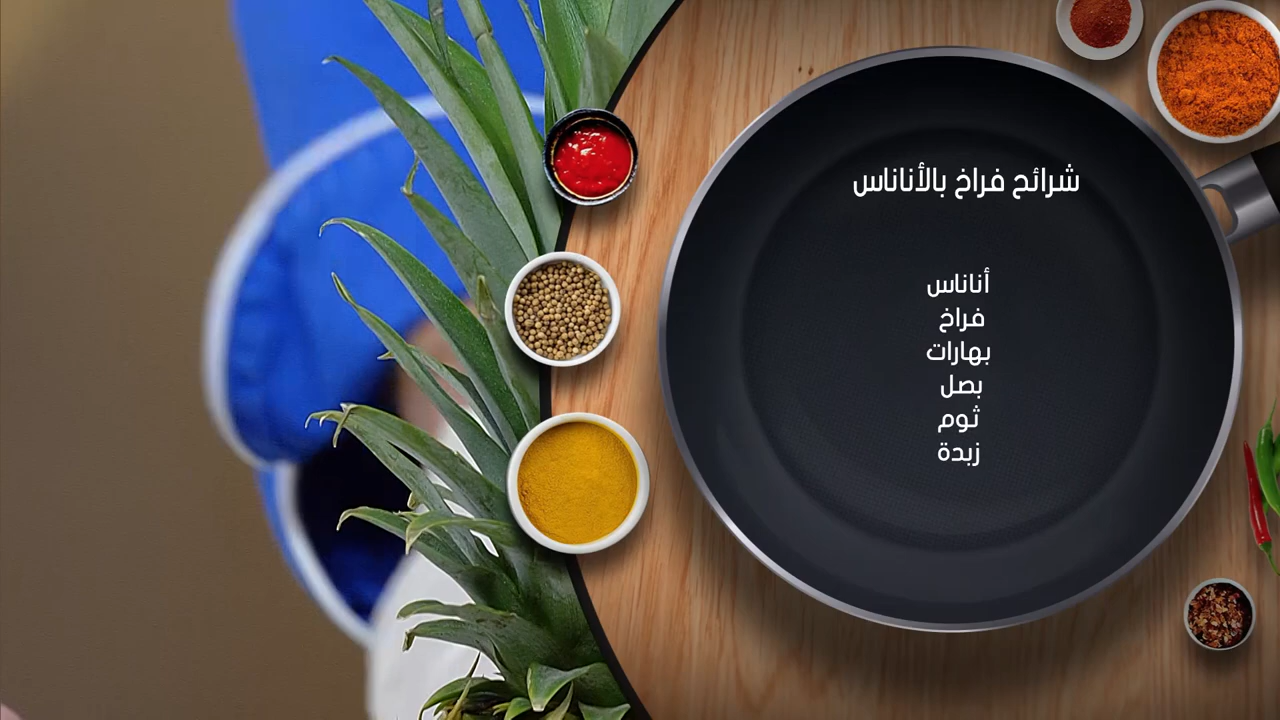 شرائح فراخ بالأناناس
أناناس
فراخ
بهارات
بصل
ثوم
زبدة